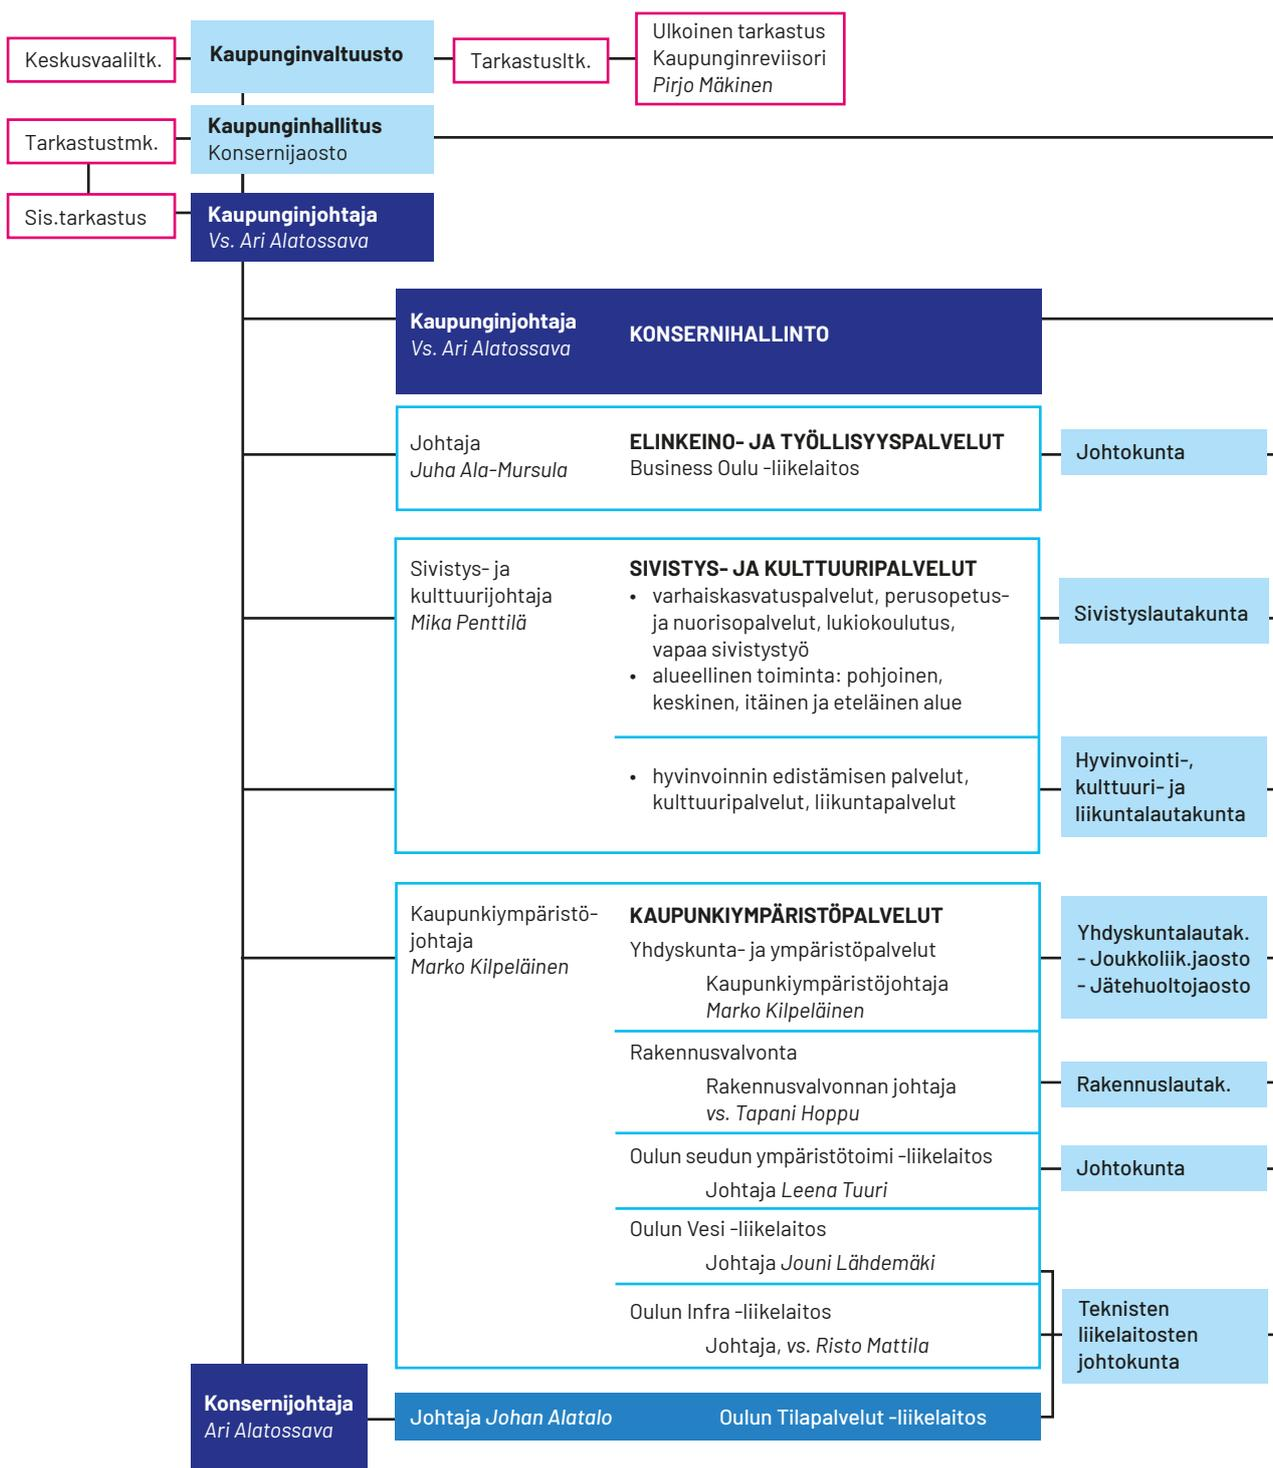 Keskusvaaliltk.
Kaupunginvaltuusto
Tarkastusltk.
Ulkoinen tarkastus
Kaupunginreviisori
Pirjo Mäkinen
Tarkastustmk.
Kaupunginhallitus
Konsernijaosto
Sis.tarkastus
Kaupunginjohtaja
Vs. Ari Alatossava
Kaupunginjohtaja
Vs. Ari Alatossava
KONSERNIHALLINTO
Johtaja
Juha Ala-Mursula
ELINKEINO- JA TYÖLLISYYSPALVELUT
Business Oulu -liikelaitos
Johtokunta
Sivistys- ja
kulttuurijohtaja
Mika Penttilä
SIVISTYS- JA KULTTUURIPALVELUT
• varhaiskasvatuspalvelut, perusopetus-
ja nuorisopalvelut, lukiokoulutus,
vapaa sivistystyö
• alueellinen toiminta: pohjoinen,
keskinen, itäinen ja eteläinen alue
Sivistyslautakunta
• hyvinvoinnin edistämisen palvelut,
kulttuuripalvelut, liikuntapalvelut
Hyvinvointi-,
kulttuuri- ja
liikuntalautakunta
Kaupunkiympäristö-
johtaja
Marko Kilpeläinen
KAUPUNKIYMPÄRISTÖPALVELUT
Yhdyskunta- ja ympäristöpalvelut
Kaupunkiympäristöjohtaja
Marko Kilpeläinen
Yhdyskuntalautak.
- Joukkoliik.jaosto
- Jätehuoltojaosto
Rakennusvalvonta
Rakennusvalvonnan johtaja
vs. Tapani Hoppu
Rakennuslautak.
Oulun seudun ympäristötoimi -liikelaitos
Johtaja Leena Tuuri
Johtokunta
Oulun Vesi -liikelaitos
Johtaja Jouni Lähdemäki
Oulun Infra -liikelaitos
Johtaja, vs. Risto Mattila
Teknisten
liikelaitosten
johtokunta
Konsernijohtaja
Ari Alatossava
Johtaja Johan Alatalo
Oulun Tilapalvelut -liikelaitos